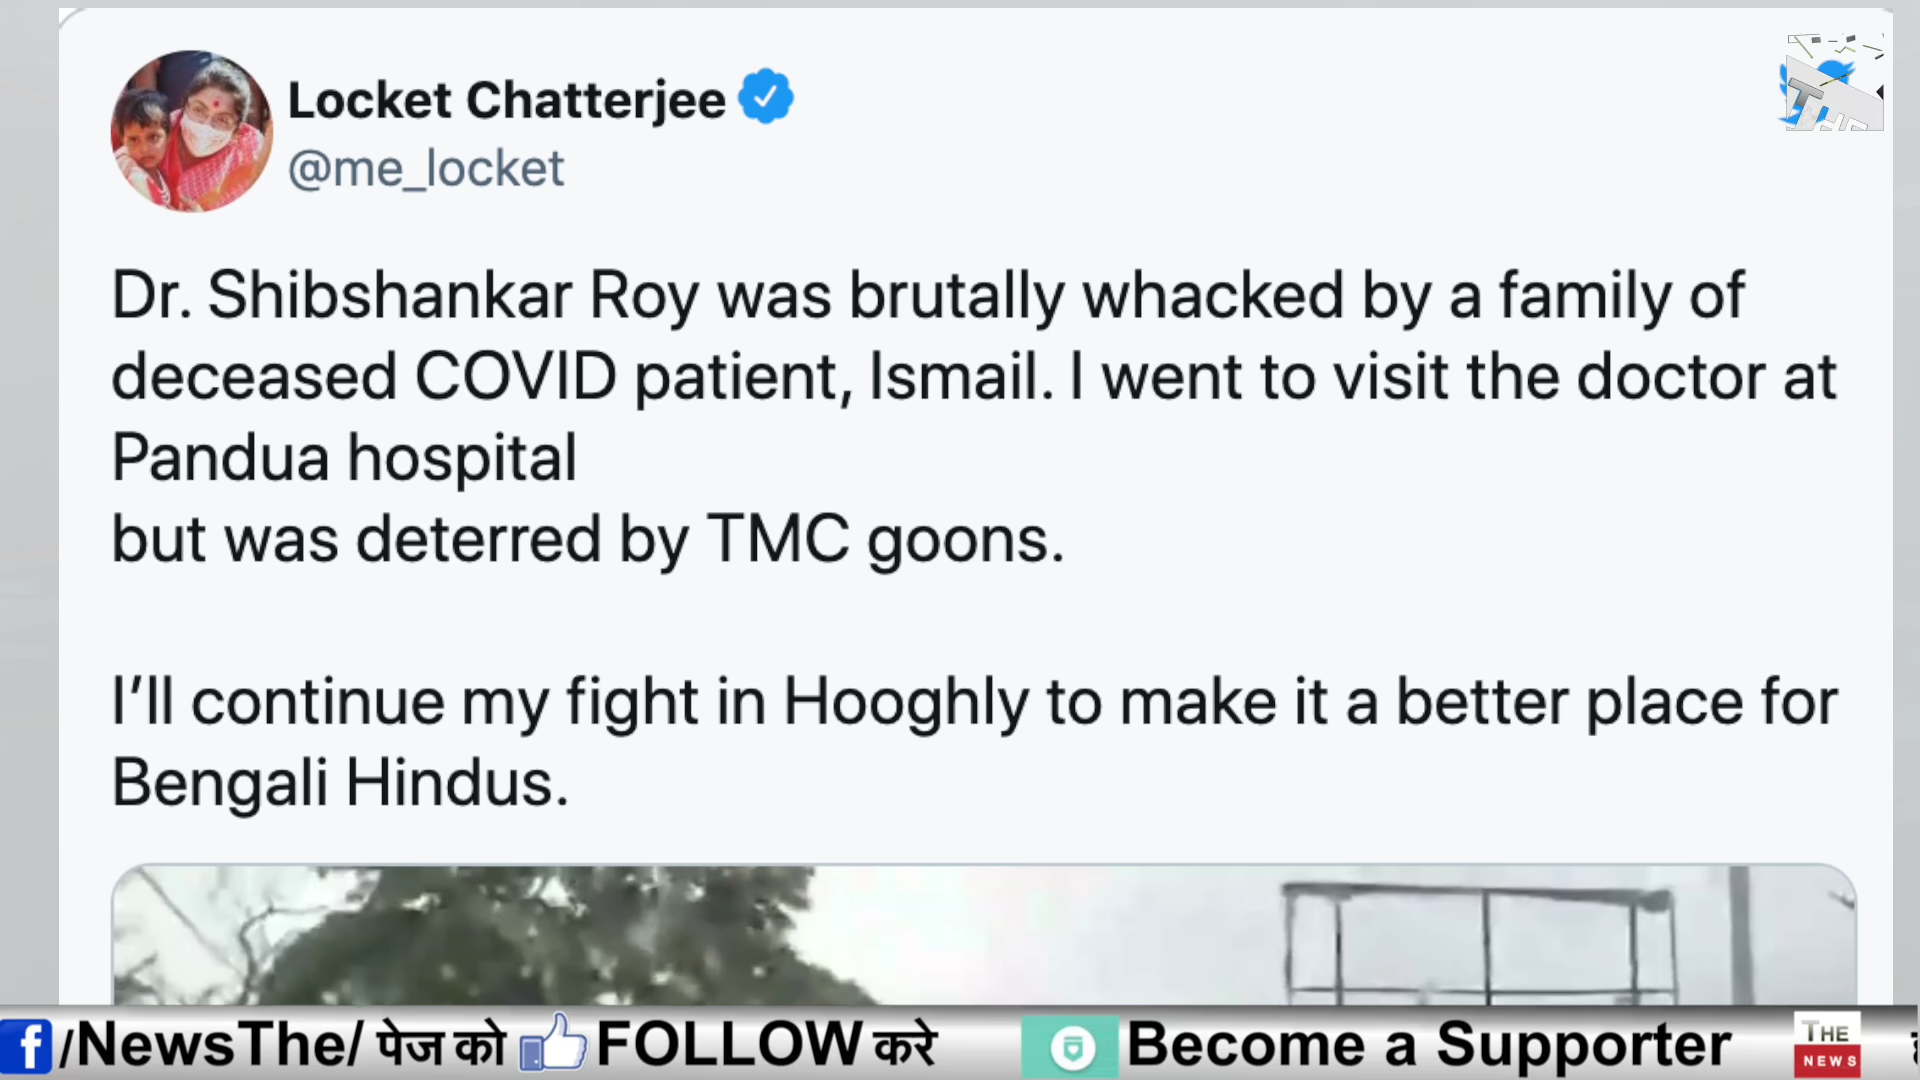 Locket Chatterjee
@me_locket
Dr. Shibshankar Roy was brutally whacked by a family of
deceased COVID patient, Ismail. I went to visit the doctor at
Pandua hospital
but was deterred by TMC goons.
I’ll continue my fight in Hooghly to make it a better place for
Bengali Hindus.
f/NewsThe/ पेज को FOLLOW करे Become a Supporter THE NEWS